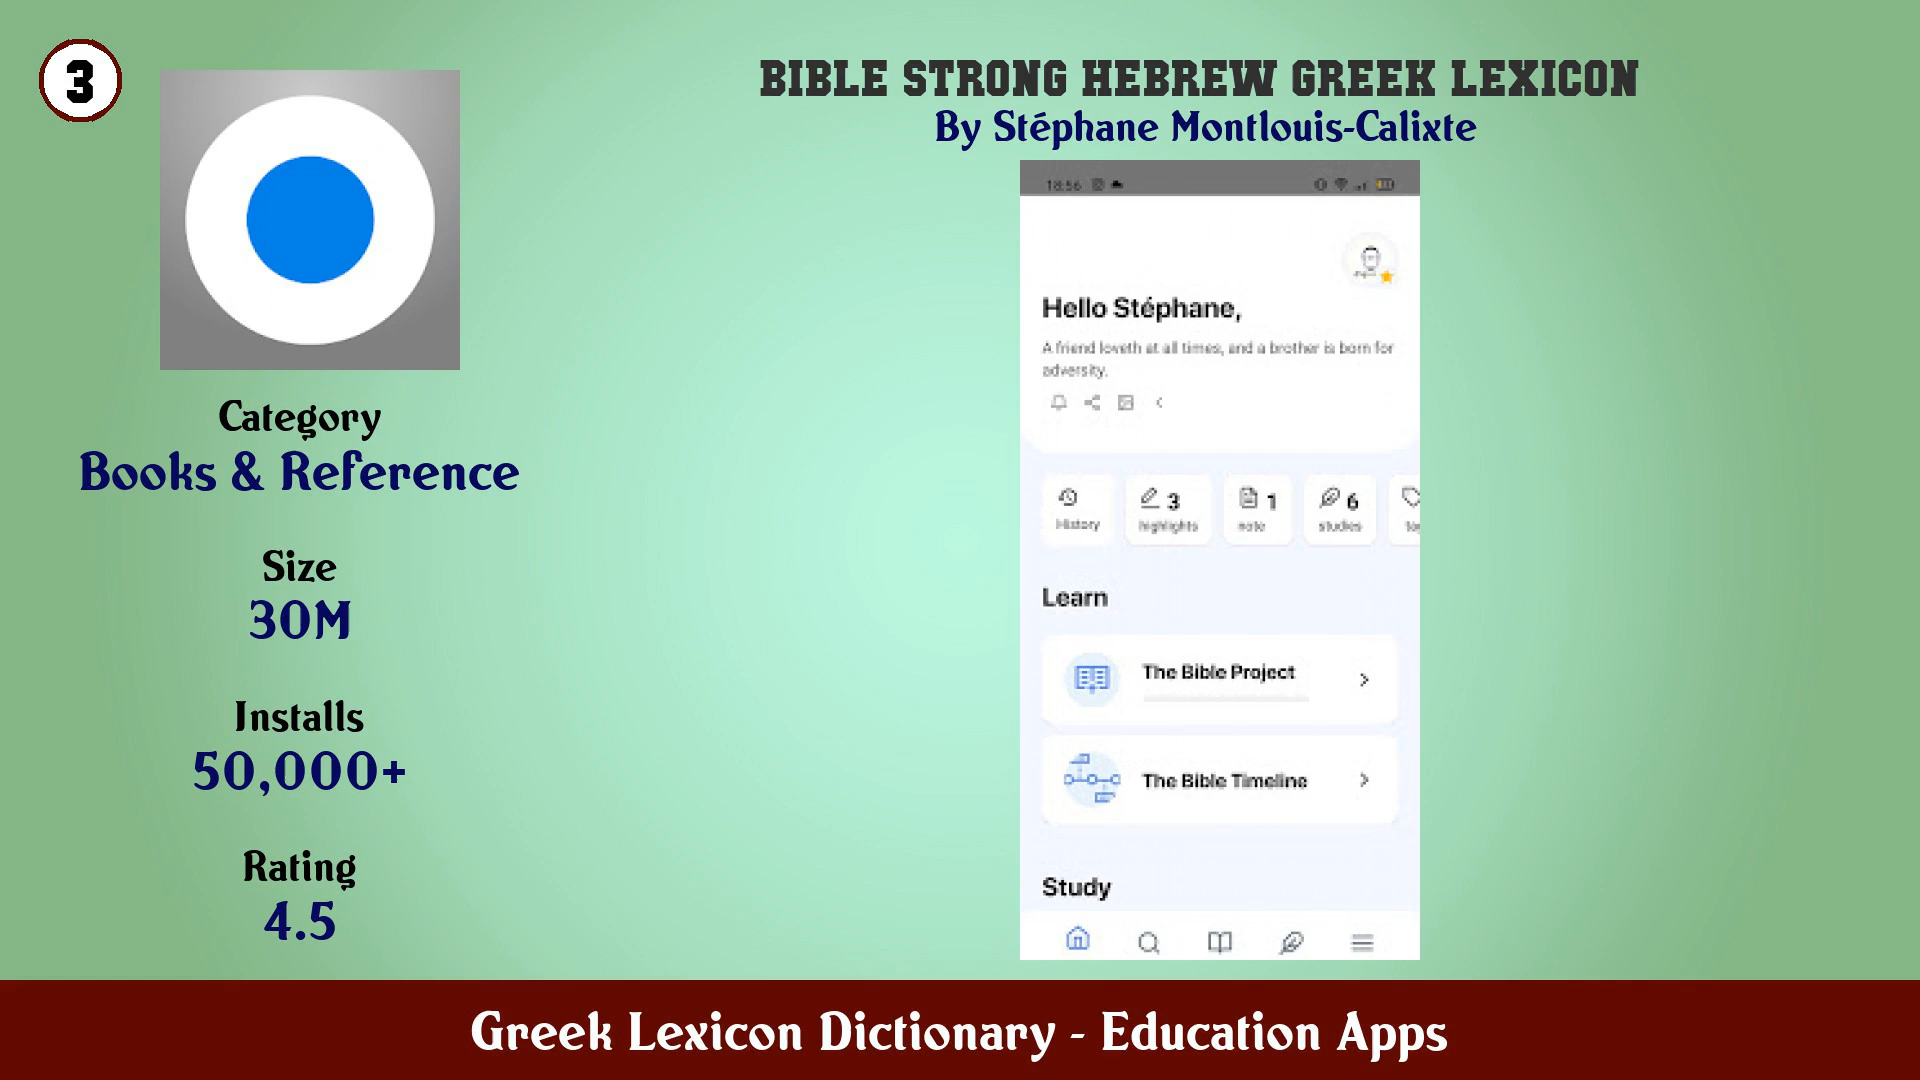 3
BIBLE STRONG HEBREW GREEK LEXICON
By Stéphane Montlouis-Calixte
Category
Books & Reference
Size
30M
Installs
50,000+
Rating
4.5
18:56
Hello Stéphane,
A friend loveth at all times, and a brother is born for
adversity.
History
3
highlights
1
note
6
studies
Learn
The Bible Project
The Bible Timeline
Study
Greek Lexicon Dictionary - Education Apps